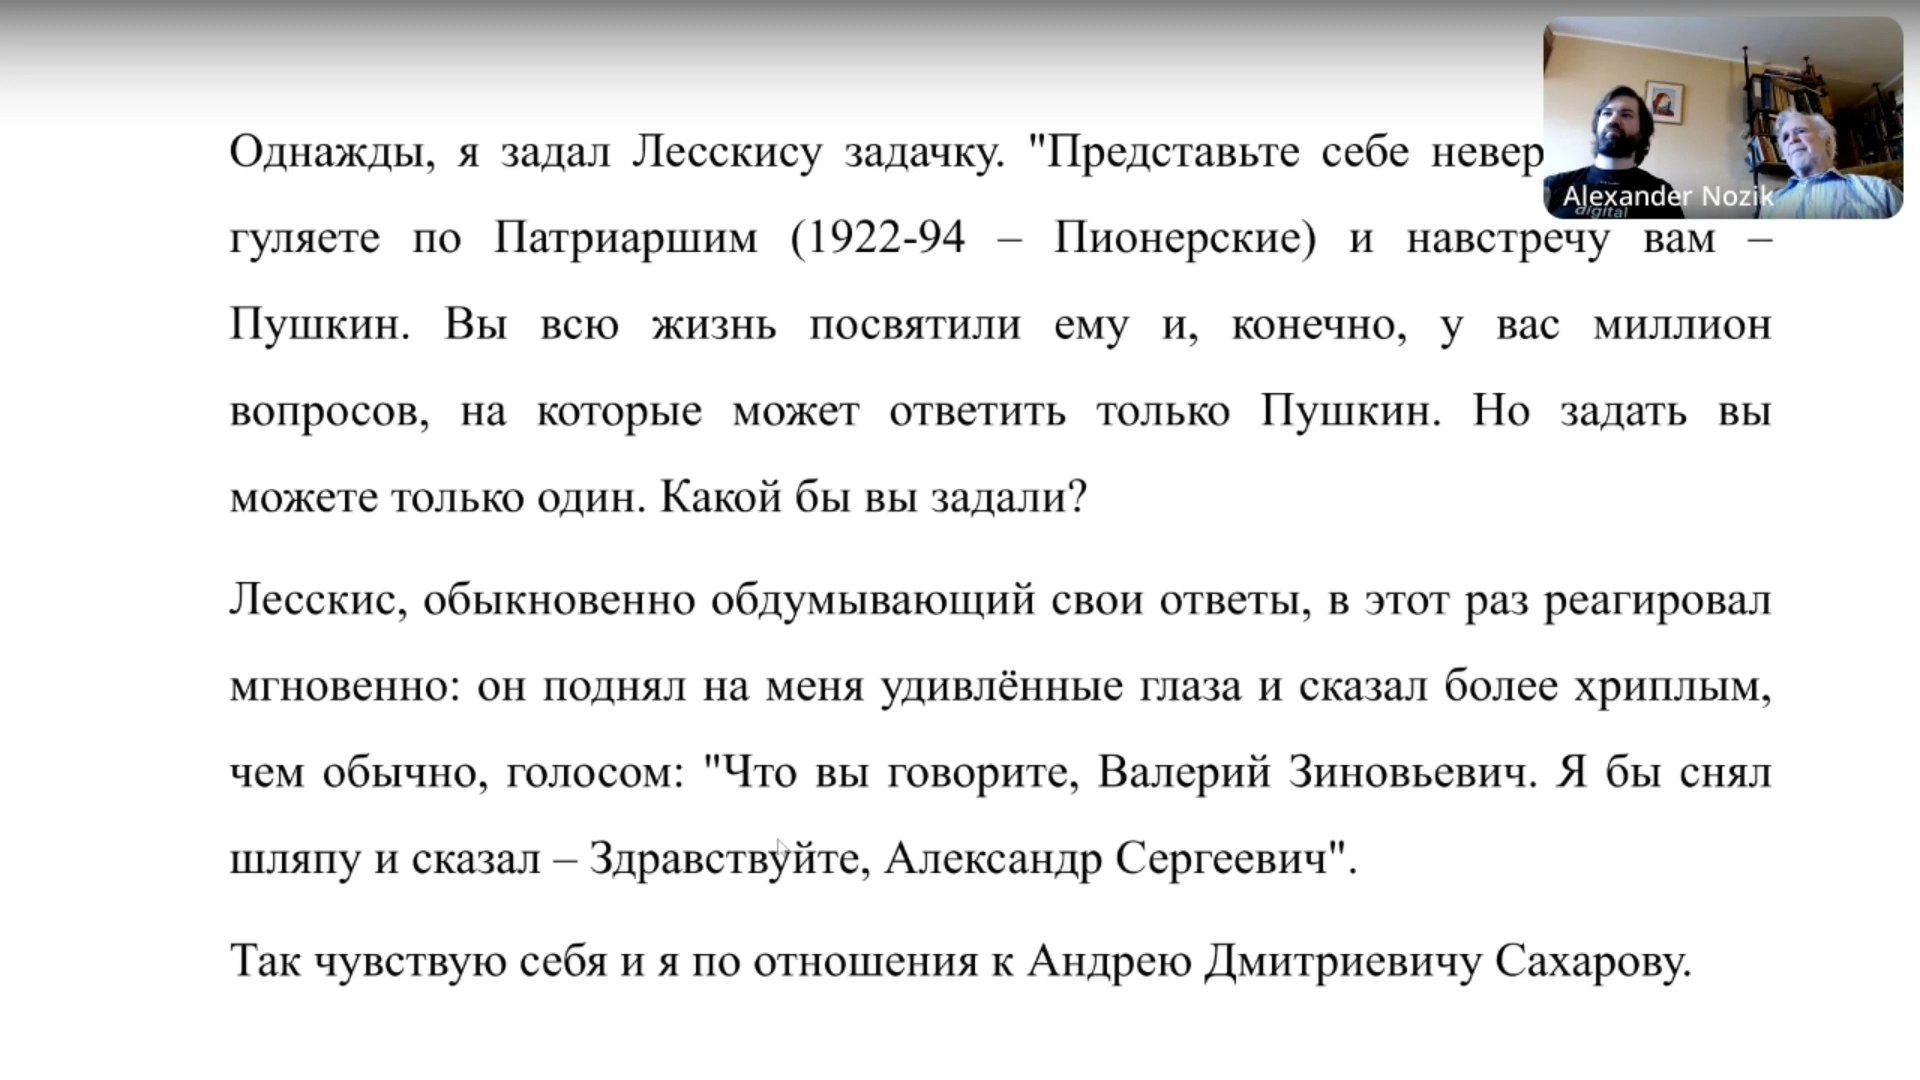 Однажды, я задал Лесскису задачку. "Представьте себе
гуляете по Патриаршим (1922-94 – Пионерские) и навстречу вам –
Пушкин. Вы всю жизнь посвятили ему и, конечно, у вас миллион
вопросов, на которые может ответить только Пушкин. Но задать вы
можете только один. Какой бы вы задали?
Лесскис, обыкновенно обдумывающий свои ответы, в этот раз реагировал
мгновенно: он поднял на меня удивлённые глаза и сказал более хриплым,
чем обычно, голосом: "Что вы говорите, Валерий Зиновьевич. Я бы снял
шляпу и сказал – Здравствуйте, Александр Сергеевич".
Так чувствую себя и я по отношения к Андрею Дмитриевичу Сахарову.
Alexander Nozik
digital